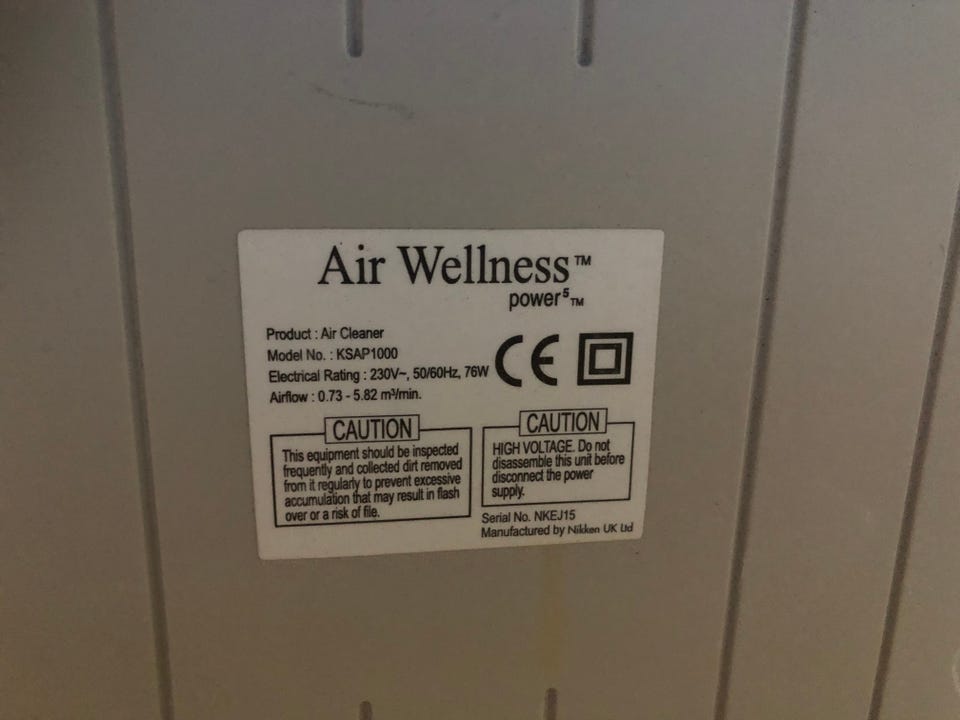 Air Wellness™
power⁵™
Product : Air Cleaner
Model No. : KSAP1000
Electrical Rating : 230V~, 50/60Hz, 76W
Airflow : 0.73 - 5.82 m³/min.
CE
CAUTION
This equipment should be inspected
frequently and collected dirt removed
from it regularly to prevent excessive
accumulation that may result in flash
over or a risk of file.
CAUTION
HIGH VOLTAGE. Do not
disassemble this unit before
disconnect the power
supply.
Serial No. NKEJ15
Manufactured by Nikken UK Ltd